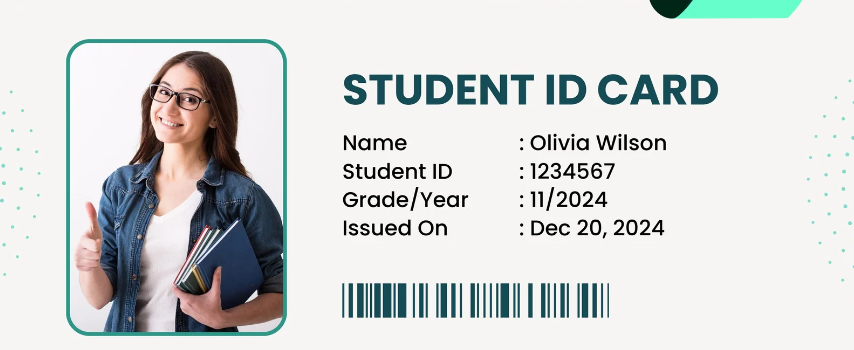 STUDENT ID CARD
Name : Olivia Wilson
Student ID : 1234567
Grade/Year : 11/2024
Issued On : Dec 20, 2024